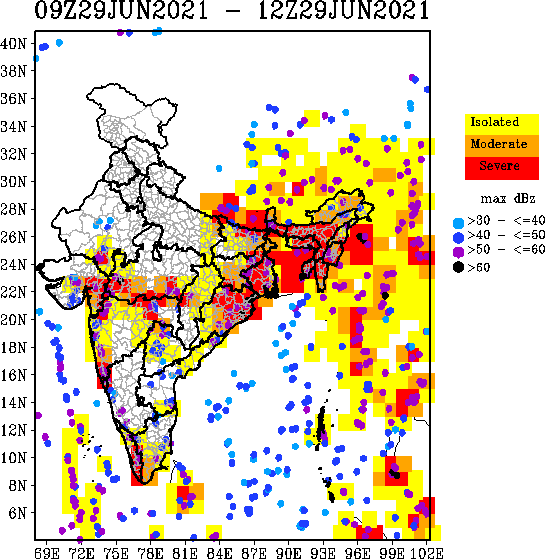 09Z29JUN2021 - 12Z29JUN2021
40N
38N
36N
34N
32N
30N
28N
26N
24N
22N
20N
18N
16N
14N
12N
10N
8N
6N
69E 72E 75E 78E 81E 84E 87E 90E 93E 96E 99E 102E
Isolated
Moderate
Severe
max dBz
>30 - <=40
>40 - <=50
>50 - <=60
>60